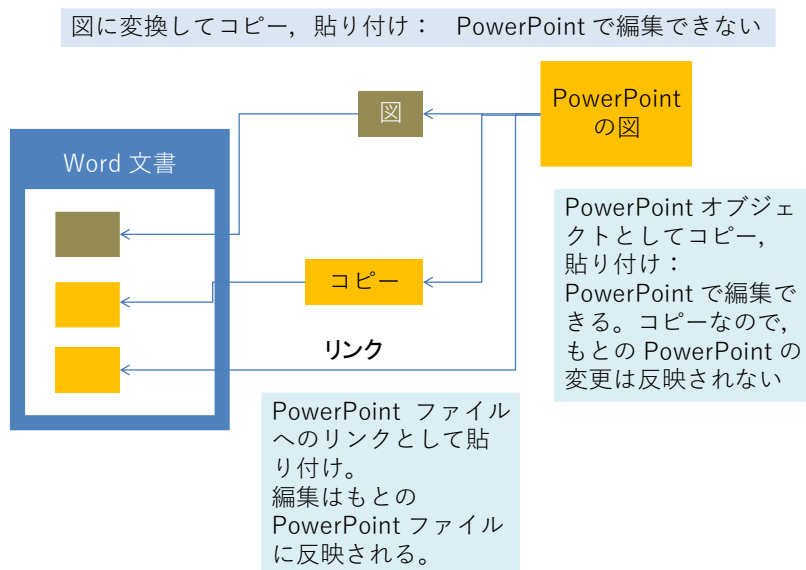 図に変換してコピー，貼り付け：　PowerPoint で編集できない
PowerPoint
の図
図
Word 文書
PowerPoint オブジェ
クトとしてコピー，
貼り付け：
PowerPoint で編集で
きる。コピーなので，
もとの PowerPoint の
変更は反映されない
コピー
リンク
PowerPoint ファイル
へのリンクとして貼
り付け。
編集はもとの
PowerPoint ファイル
に反映される。